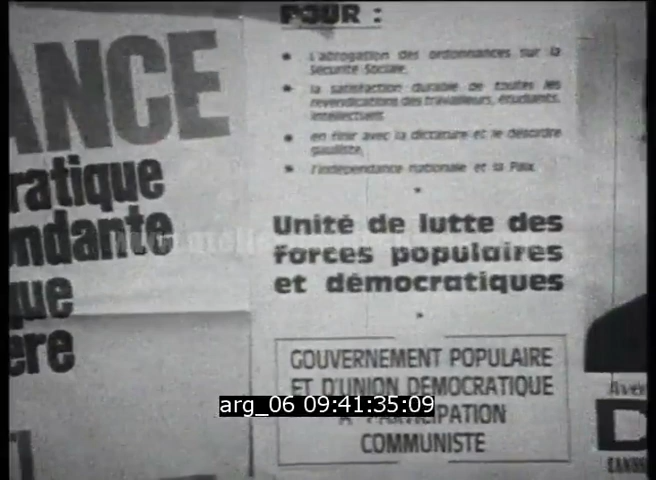 ANCE
ratique
ndante
que
ère
POUR :
l'abrogation des ordonnances sur la
Sécurité Sociale,
la satisfaction durable de toutes les
revendications des travailleurs, étudiants,
intellectuels
en finir avec la dictature et le désordre
gaulliste,
l'indépendance nationale et la Paix.
Unité de lutte des
forces populaires
et démocratiques
GOUVERNEMENT POPULAIRE
ET D'UNION DÉMOCRATIQUE
A PARTICIPATION
COMMUNISTE
Avec
D
arg_06 09:41:35:09